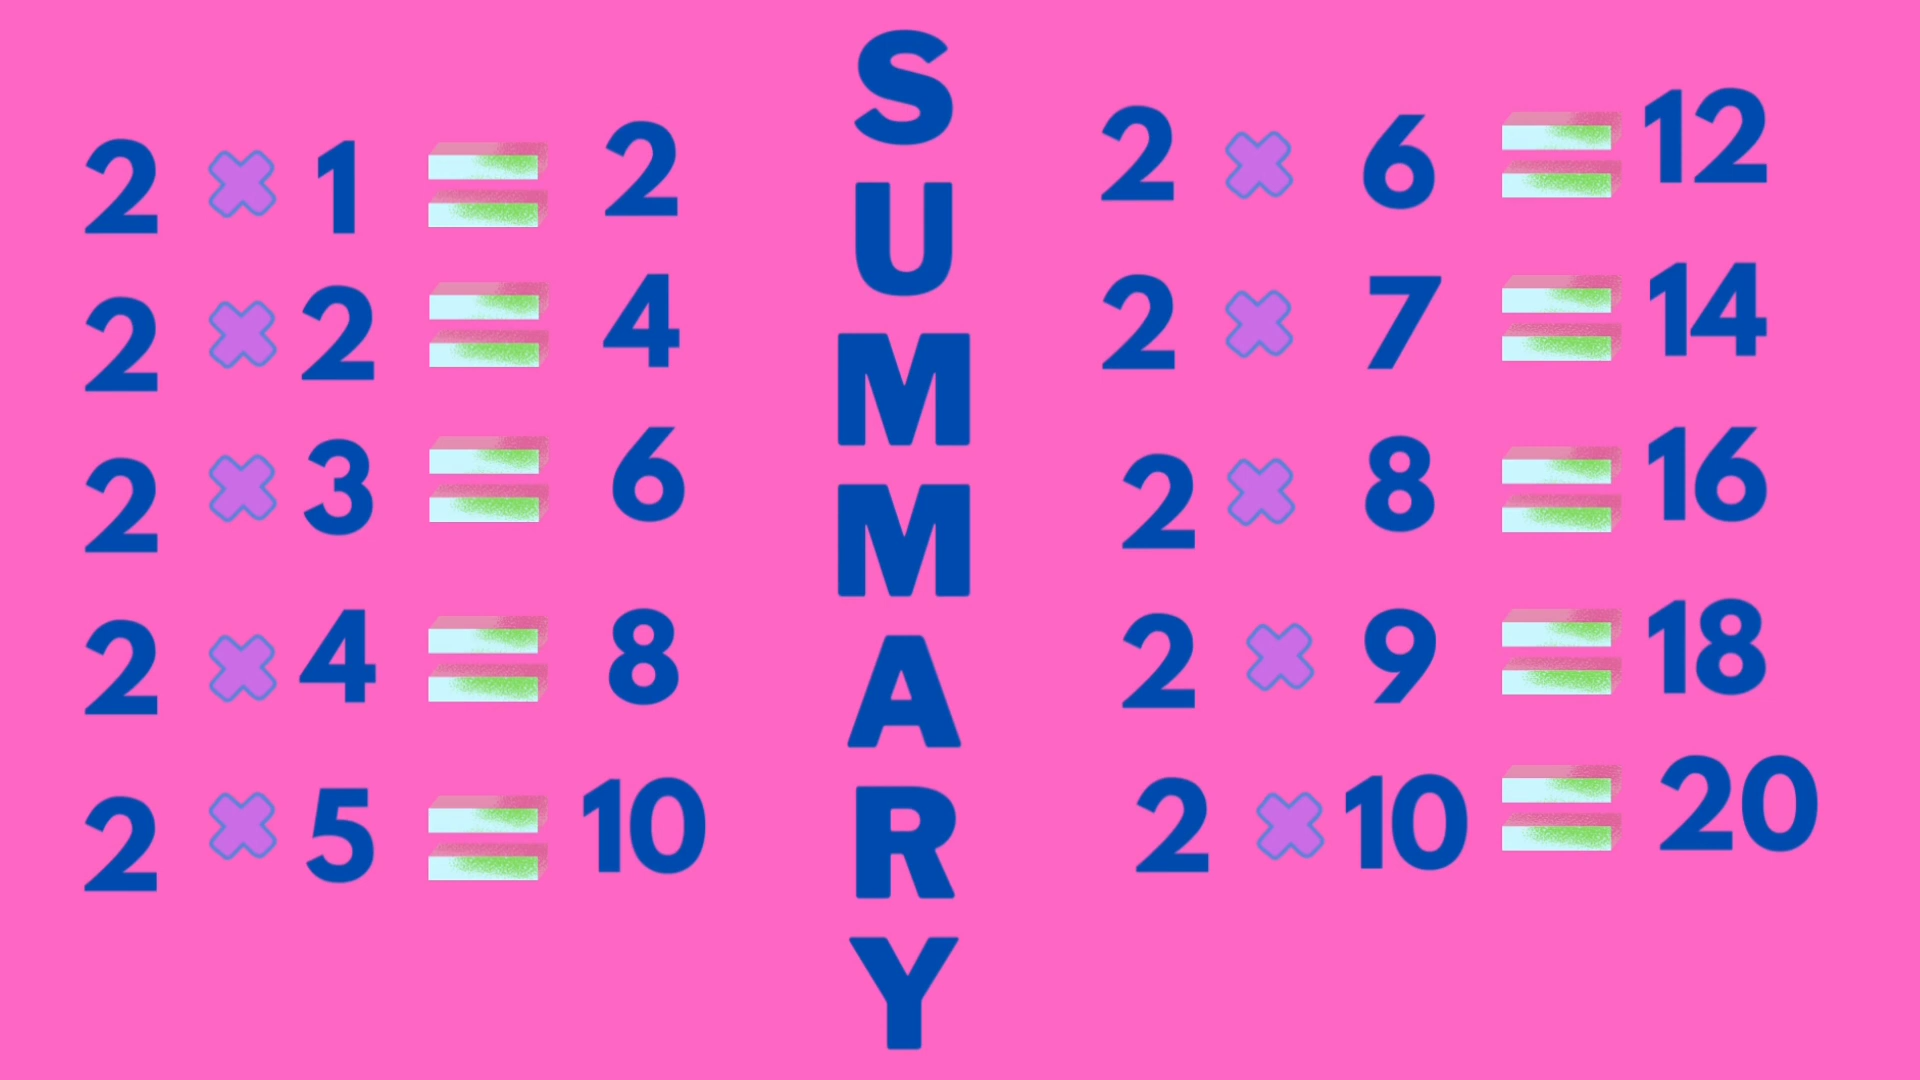 2 × 1 = 2
2 × 2 = 4
2 × 3 = 6
2 × 4 = 8
2 × 5 = 10
SUMMARY
2 × 6 = 12
2 × 7 = 14
2 × 8 = 16
2 × 9 = 18
2 × 10 = 20